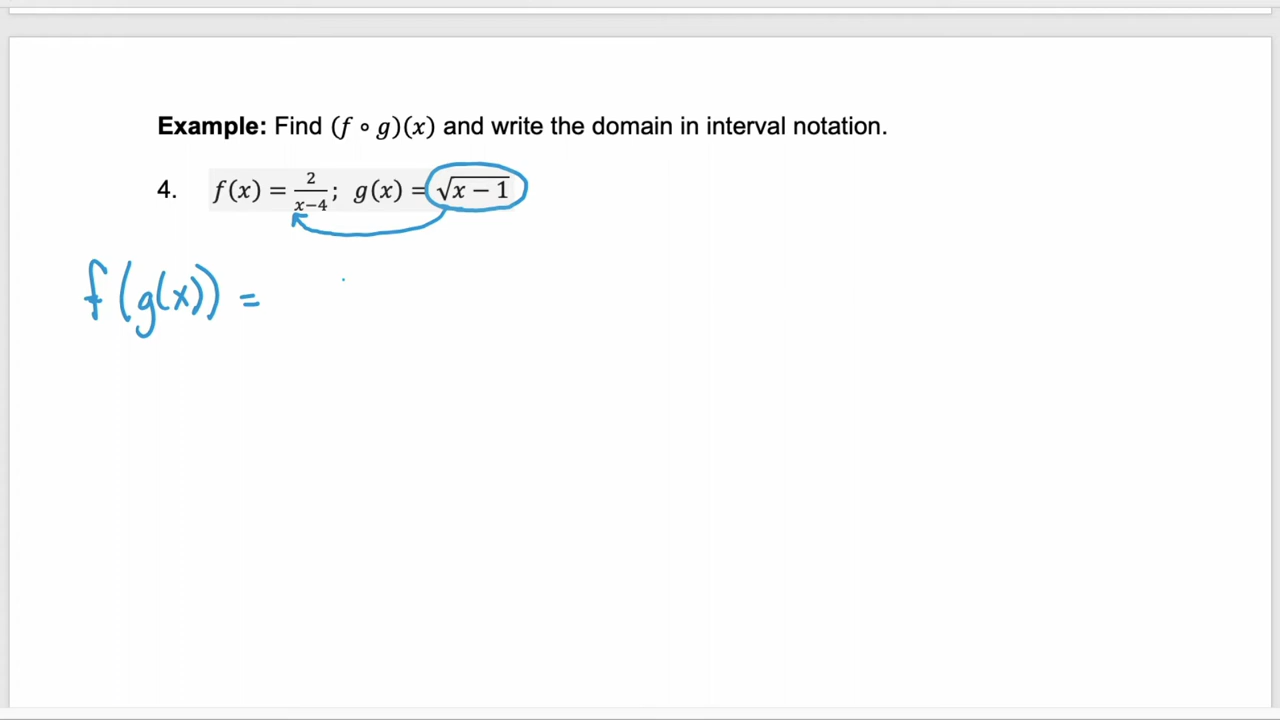 Example: Find (f ∘ g)(x) and write the domain in interval notation.
4. f(x) = 2/(x−4); g(x) = √(x − 1)
f(g(x)) =